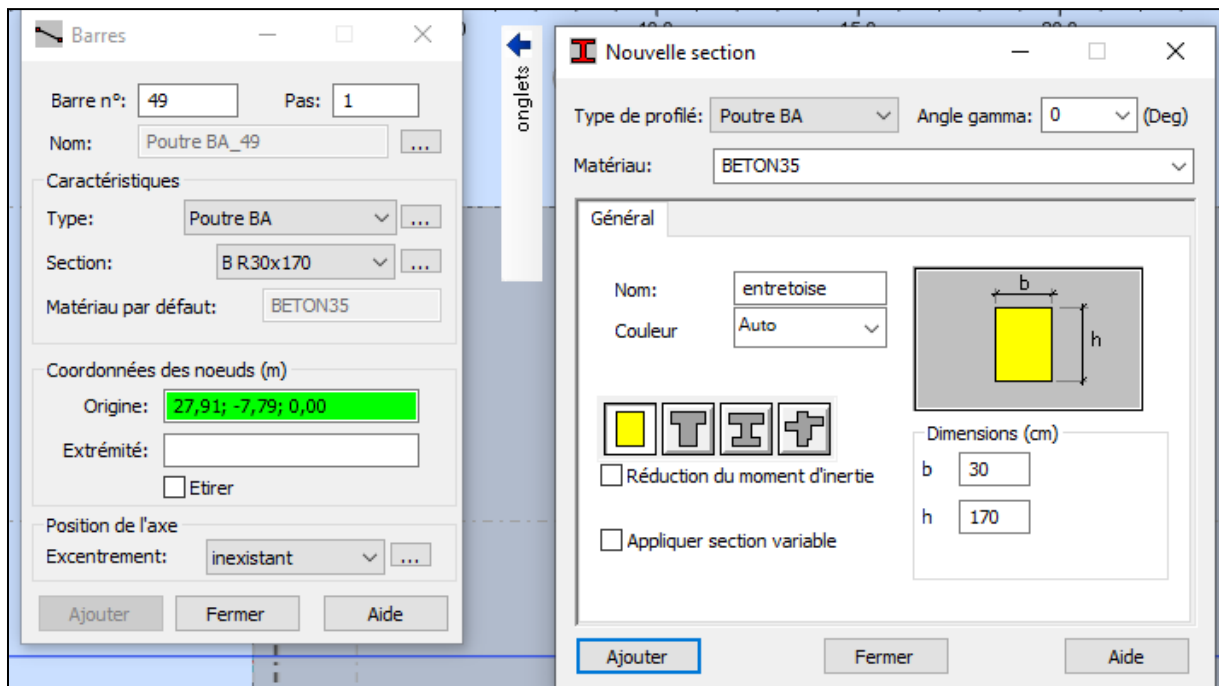 Barres
Barre n°: 49 Pas: 1
Nom: Poutre BA_49 ...
Caractéristiques
Type: Poutre BA ...
Section: B R30x170 ...
Matériau par défaut: BETON35
Coordonnées des noeuds (m)
Origine: 27,91; -7,79; 0,00
Extrémité:
Etirer
Position de l'axe
Excentrement: inexistant ...
Ajouter Fermer Aide
onglets
Nouvelle section
Type de profilé: Poutre BA Angle gamma: 0 (Deg)
Matériau: BETON35
Général
Nom: entretoise
Couleur Auto
Réduction du moment d'inertie
Appliquer section variable
b
h
Dimensions (cm)
b 30
h 170
Ajouter Fermer Aide